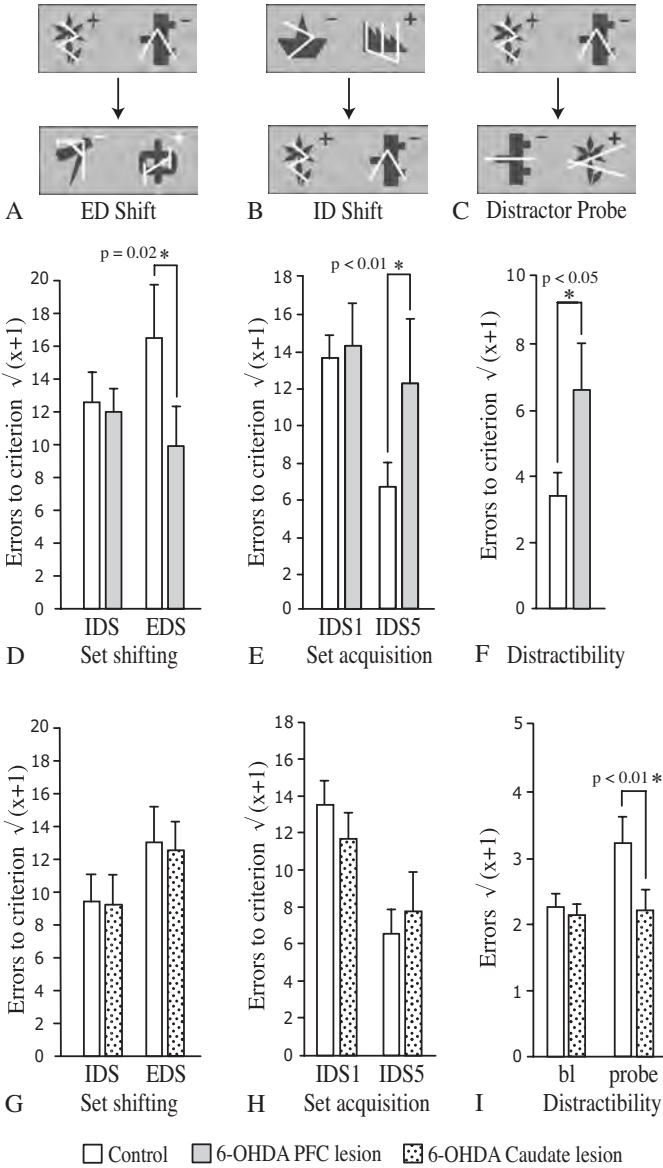 + − − + + −
− + + − − +
A ED Shift B ID Shift C Distractor Probe
p = 0.02 *
Errors to criterion √(x+1)
20
18
16
14
12
10
8
6
4
2
0
IDS EDS
D Set shifting
p < 0.01 *
Errors to criterion √(x+1)
18
16
14
12
10
8
6
4
2
0
IDS1 IDS5
E Set acquisition
p < 0.05
*
Errors to criterion √(x+1)
10
8
6
4
2
0
F Distractibility
Errors to criterion √(x+1)
20
18
16
14
12
10
8
6
4
2
0
IDS EDS
G Set shifting
Errors to criterion √(x+1)
18
16
14
12
10
8
6
4
2
0
IDS1 IDS5
H Set acquisition
p < 0.01 *
Errors √(x+1)
5
4
3
2
1
0
bl probe
I Distractibility
Control 6-OHDA PFC lesion 6-OHDA Caudate lesion